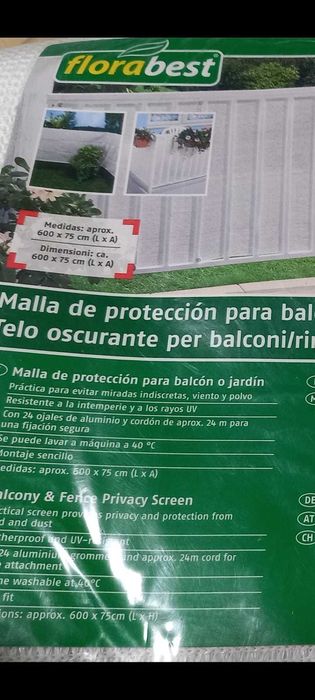 florabest
Medidas: aprox.
600 x 75 cm (L x A)
Dimensioni: ca.
600 x 75 cm (L x A)
Malla de protección para bal
Telo oscurante per balconi/ri
Malla de protección para balcón o jardín
Práctica para evitar miradas indiscretas, viento y polvo
Resistente a la intemperie y a los rayos UV
Con 24 ojales de aluminio y cordón de aprox. 24 m para
una fijación segura
Se puede lavar a máquina a 40 °C
Montaje sencillo
edidas: aprox. 600 x 75 cm (L x A)
alcony & Fence Privacy Screen
ctical screen provides privacy and protection from
d and dust
therproof and UV-resistant
24 aluminium grommets and approx. 24m cord for
e attachment
ne washable at 40°C
fit
ions: approx. 600 x 75cm (L x H)
DE
AT
CH